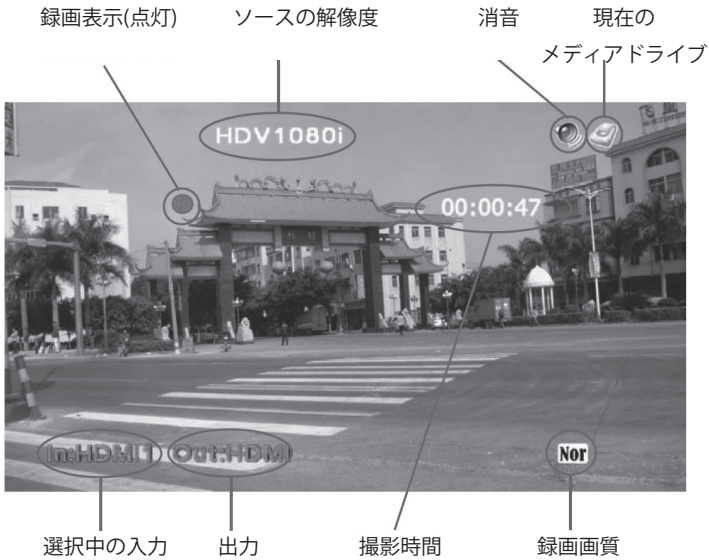 録画表示(点灯) ソースの解像度 消音 現在の
メディアドライブ
HDV1080i
00:00:47
In:HDMI1 Out:HDMI
Nor
選択中の入力 出力 撮影時間 録画画質